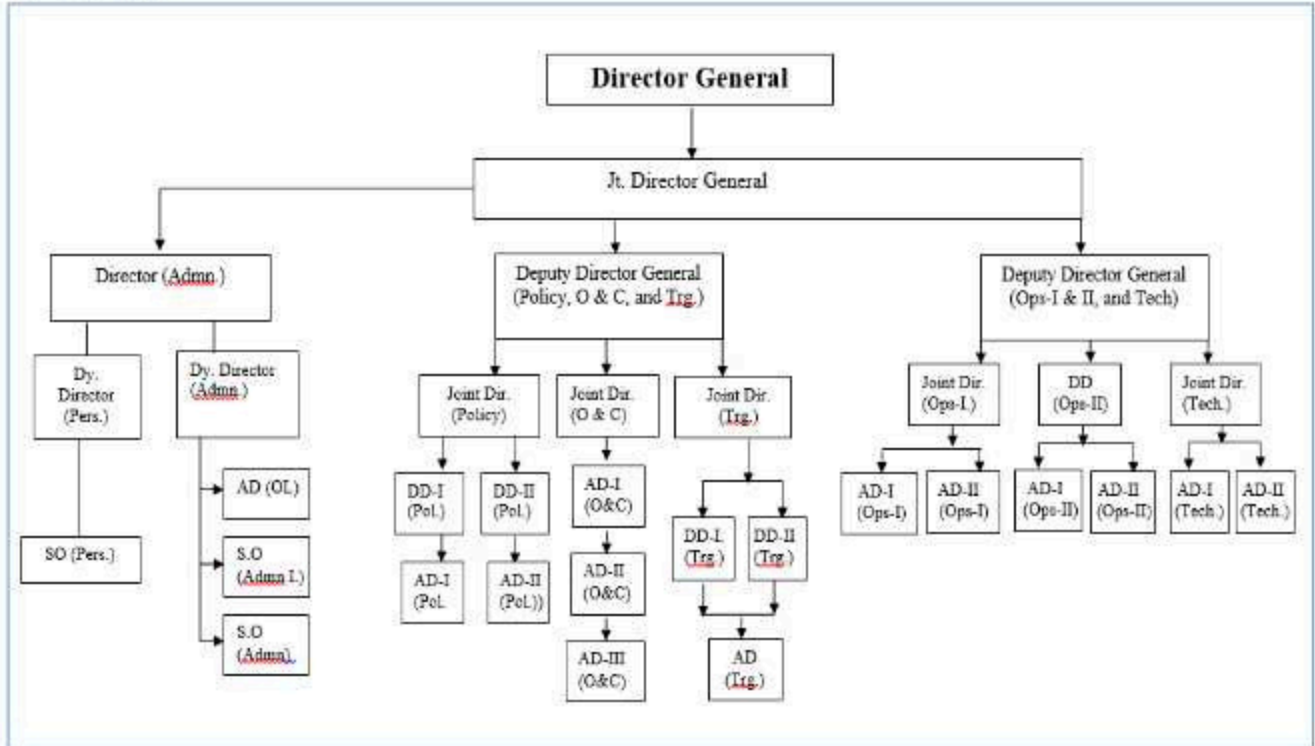 Director General
Jt. Director General
Director (Admn.)
Deputy Director General
(Policy, O & C, and Trg.)
Deputy Director General
(Ops-I & II, and Tech)
Dy.
Director
(Pers.)
Dy. Director
(Admn.)
Joint Dir.
(Policy)
Joint Dir.
(O & C)
Joint Dir.
(Trg.)
Joint Dir.
(Ops-I.)
DD
(Ops-II)
Joint Dir.
(Tech.)
SO (Pers.)
AD (OL)
S.O
(Admn I.)
S.O
(Admn).
DD-I
(Pol.)
DD-II
(Pol.)
AD-I
(Pol.
AD-II
(Pol.))
AD-I
(O&C)
AD-II
(O&C)
AD-III
(O&C)
DD-I.
(Trg.)
DD-II
(Trg.)
AD
(Trg.)
AD-I
(Ops-I)
AD-II
(Ops-I)
AD-I
(Ops-II)
AD-II
(Ops-II)
AD-I
(Tech.)
AD-II
(Tech.)